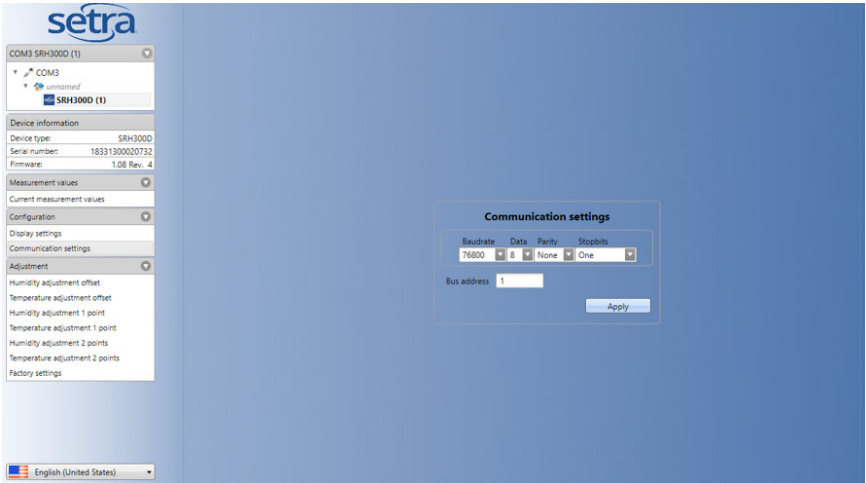 setra
COM3 SRH300D (1)
COM3
unnamed
SRH300D (1)
Device information
Device type: SRH300D
Serial number: 18331300020732
Firmware: 1.08 Rev. 4
Measurement values
Current measurement values
Configuration
Display settings
Communication settings
Adjustment
Humidity adjustment offset
Temperature adjustment offset
Humidity adjustment 1 point
Temperature adjustment 1 point
Humidity adjustment 2 points
Temperature adjustment 2 points
Factory settings
English (United States)
Communication settings
Baudrate Data Parity Stopbits
76800 8 None One
Bus address 1
Apply